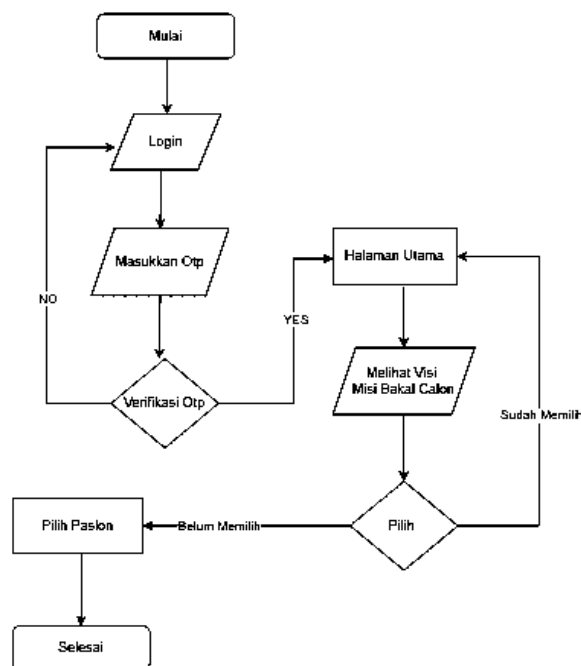 Mulai
Login
Masukkan Otp
Halaman Utama
NO
YES
Melihat Visi
Misi Bakal Calon
Verifikasi Otp
Sudah Memilih
Pilih Paslon
Belum Memilih
Pilih
Selesai